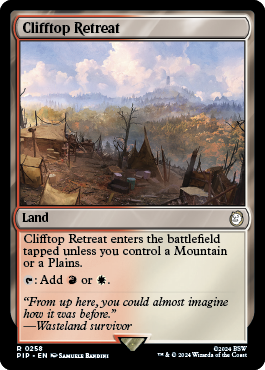 Clifftop Retreat
Land
Clifftop Retreat enters the battlefield
tapped unless you control a Mountain
or a Plains.
: Add or .
“From up here, you could almost imagine
how it was before.”
—Wasteland survivor
R 0258
PIP • EN SAMUELE BANDINI
©2024 BSW
™ & © 2024 Wizards of the Coast